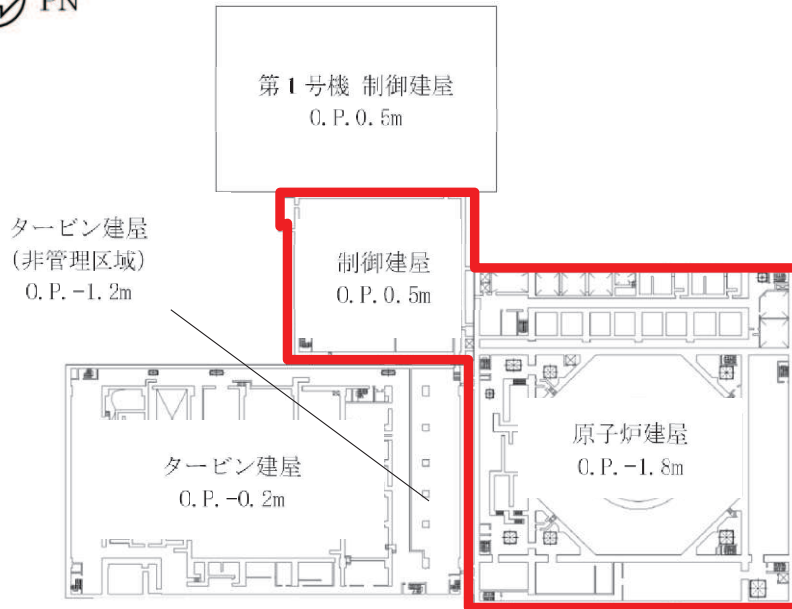 PN
第1号機 制御建屋
O.P.0.5m
タービン建屋
(非管理区域)
O.P.-1.2m
制御建屋
O.P.0.5m
原子炉建屋
O.P.-1.8m
タービン建屋
O.P.-0.2m